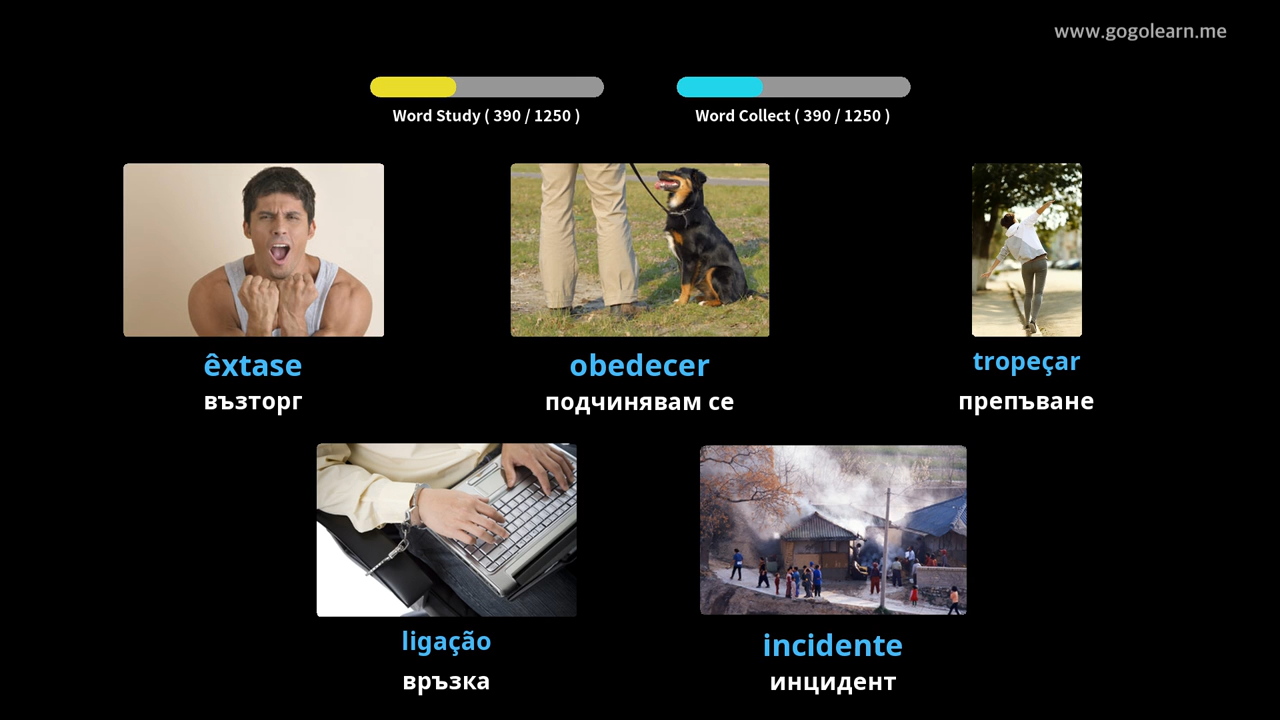 www.gogolearn.me
Word Study ( 390 / 1250 )
Word Collect ( 390 / 1250 )
êxtase
възторг
obedecer
подчинявам се
tropeçar
препъване
ligação
връзка
incidente
инцидент